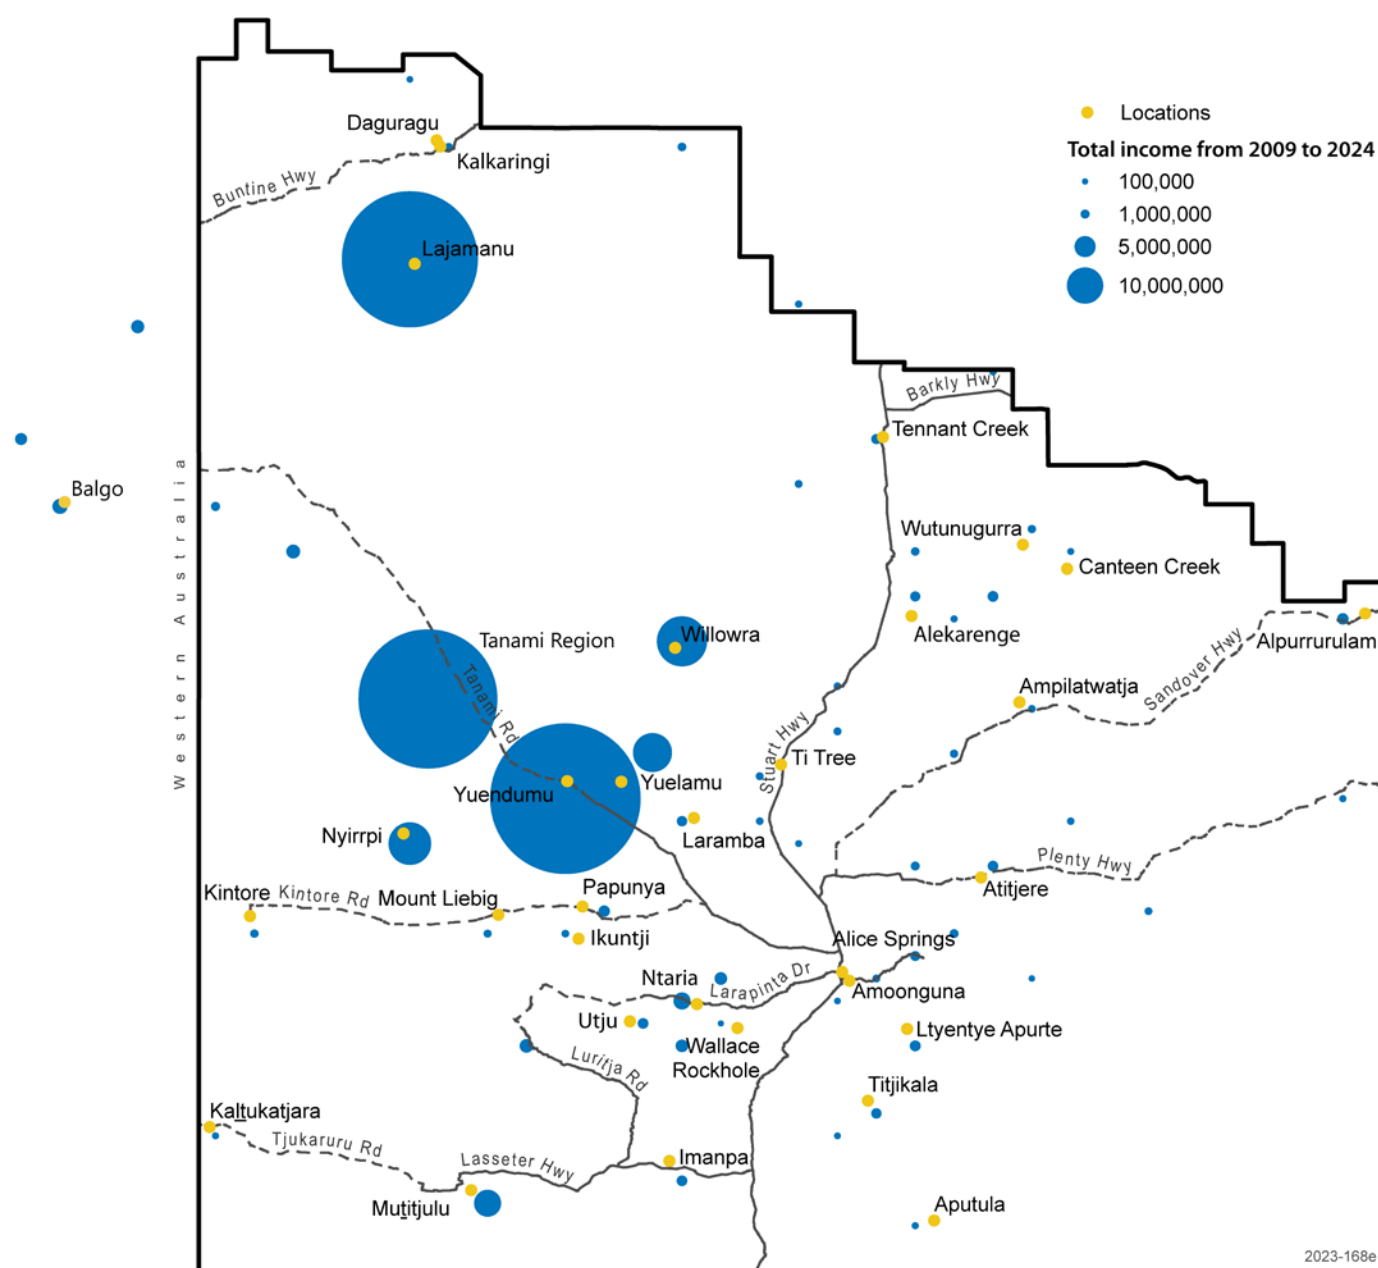 Locations
Total income from 2009 to 2024
100,000
1,000,000
5,000,000
10,000,000
Daguragu
Kalkaringi
Buntine Hwy
Lajamanu
Barkly Hwy
Tennant Creek
Western Australia
Balgo
Wutunugurra
Canteen Creek
Alekarenge
Alpurrurulam
Sandover Hwy
Willowra
Tanami Region
Tanami Rd
Ampilatwatja
Stuart Hwy
Ti Tree
Yuelamu
Yuendumu
Nyirrpi
Laramba
Plenty Hwy
Atitjere
Kintore
Kintore Rd
Mount Liebig
Papunya
Ikuntji
Alice Springs
Amoonguna
Ntaria
Larapinta Dr
Utju
Wallace
Rockhole
Ltyentye Apurte
Luritja Rd
Titjikala
Kaltukatjara
Tjukaruru Rd
Lasseter Hwy
Imanpa
Mutitjulu
Aputula
2023-168e